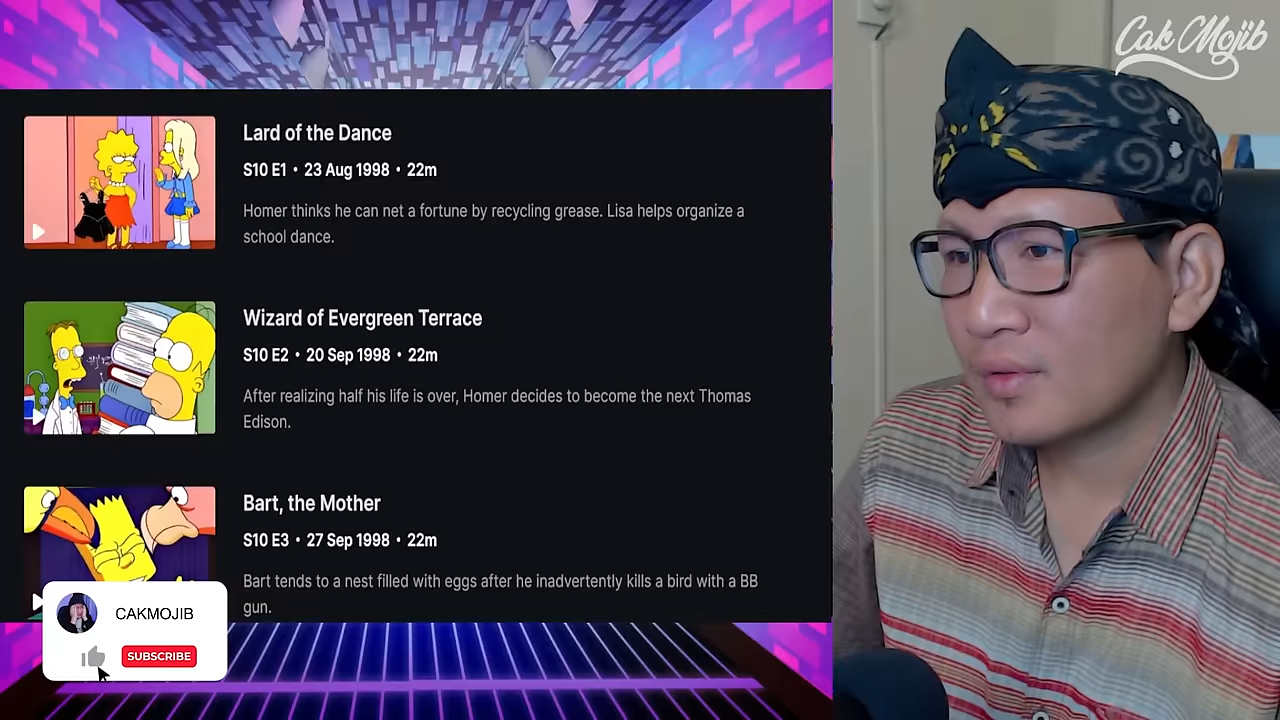 Cak Mojib
Lard of the Dance
S10 E1 • 23 Aug 1998 • 22m
Homer thinks he can net a fortune by recycling grease. Lisa helps organize a
school dance.
Wizard of Evergreen Terrace
S10 E2 • 20 Sep 1998 • 22m
After realizing half his life is over, Homer decides to become the next Thomas
Edison.
Bart, the Mother
S10 E3 • 27 Sep 1998 • 22m
Bart tends to a nest filled with eggs after he inadvertently kills a bird with a BB
gun.
CAKMOJIB
SUBSCRIBE